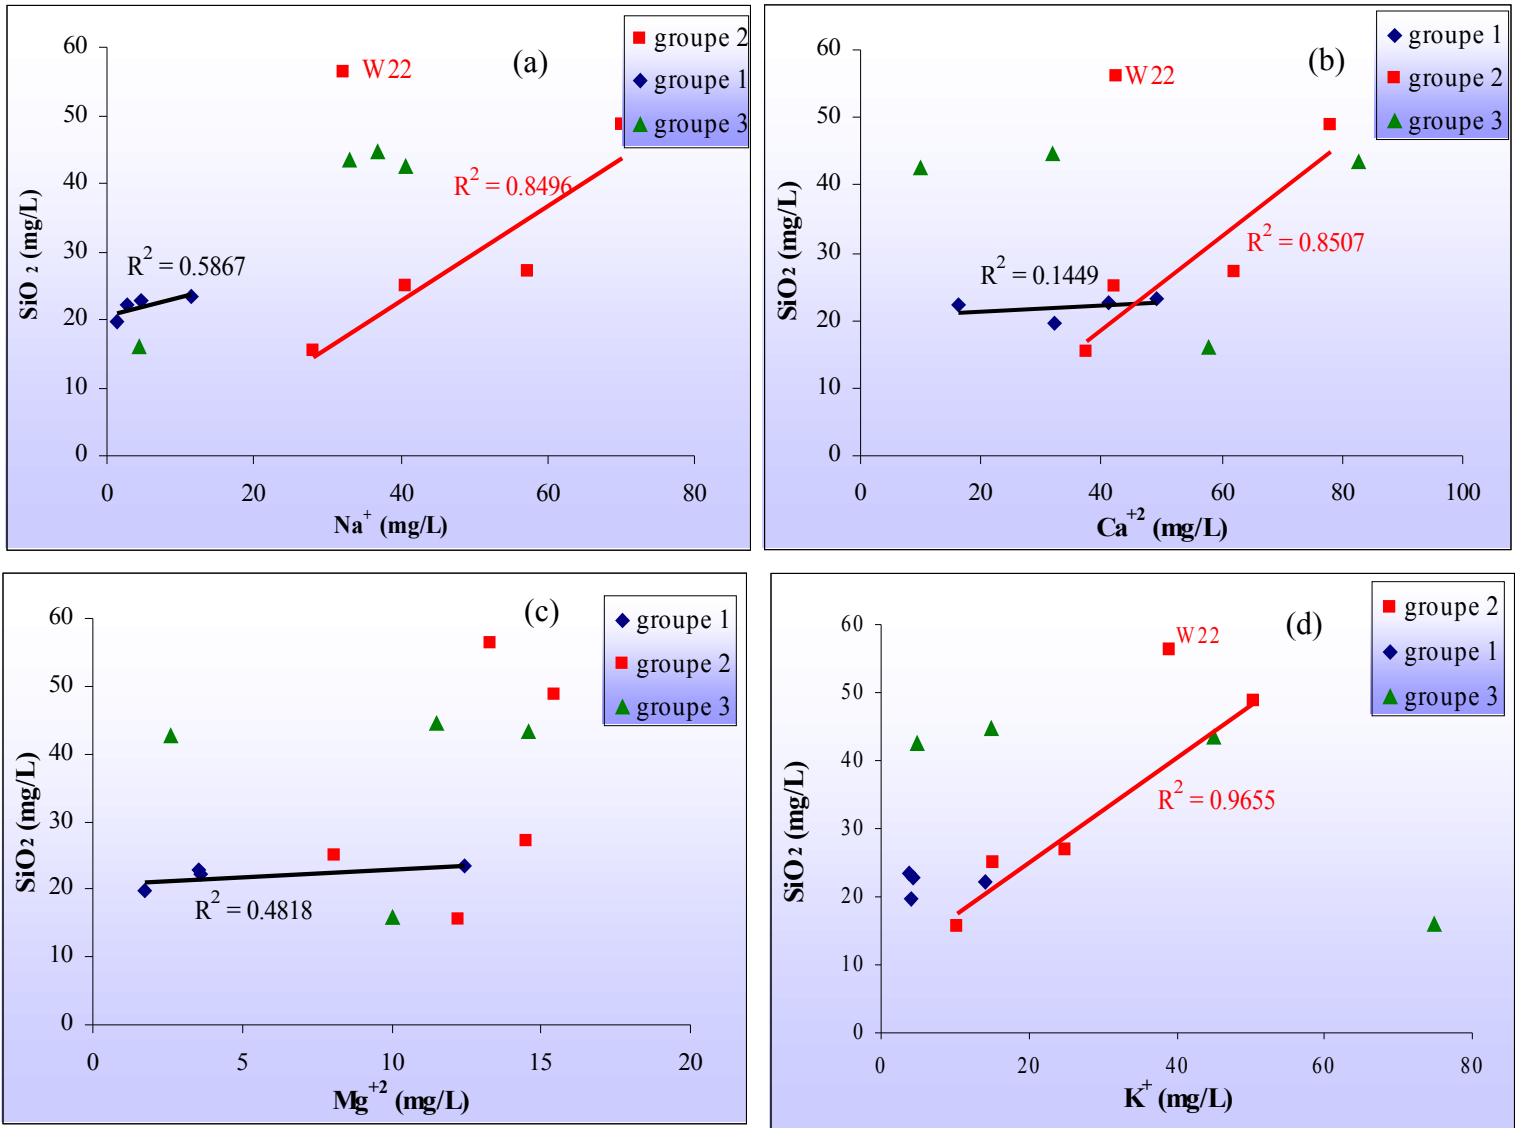 (a)
groupe 2
groupe 1
groupe 3
60
50
40
30
20
10
0
SiO 2 (mg/L)
W22
R2 = 0.8496
R2 = 0.5867
0 20 40 60 80
Na+ (mg/L)
(b)
groupe 1
groupe 2
groupe 3
60
50
40
30
20
10
0
SiO2 (mg/L)
W22
R2 = 0.8507
R2 = 0.1449
0 20 40 60 80 100
Ca+2 (mg/L)
(c)
groupe 1
groupe 2
groupe 3
60
50
40
30
20
10
0
SiO2 (mg/L)
R2 = 0.4818
0 5 10 15 20
Mg+2 (mg/L)
(d)
groupe 2
groupe 1
groupe 3
60
50
40
30
20
10
0
SiO2 (mg/L)
W22
R2 = 0.9655
0 20 40 60 80
K+ (mg/L)